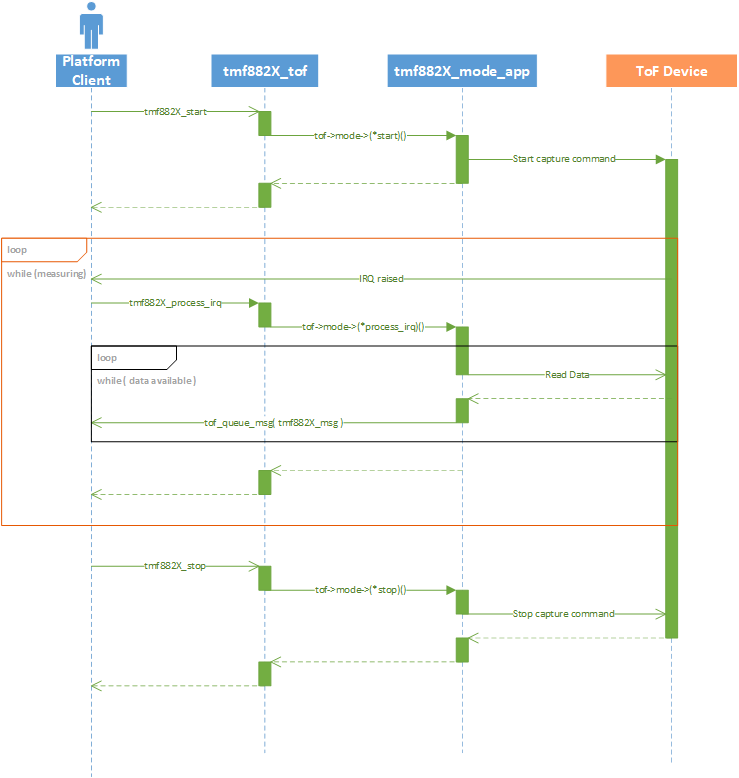 Platform
Client
tmf882X_tof
tmf882X_mode_app
ToF Device
tmf882X_start
tof->mode->(*start)()
Start capture command
loop
while (measuring)
IRQ raised
tmf882X_process_irq
tof->mode->(*process_irq)()
loop
while ( data available )
Read Data
tof_queue_msg( tmf882X_msg )
tmf882X_stop
tof->mode->(*stop)()
Stop capture command